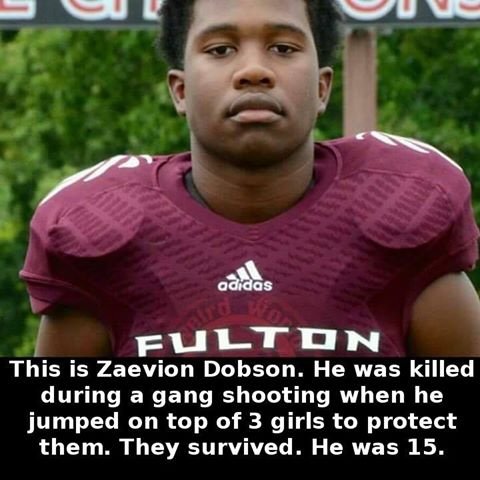 adidas
FULTON
This is Zaevion Dobson. He was killed
during a gang shooting when he
jumped on top of 3 girls to protect
them. They survived. He was 15.